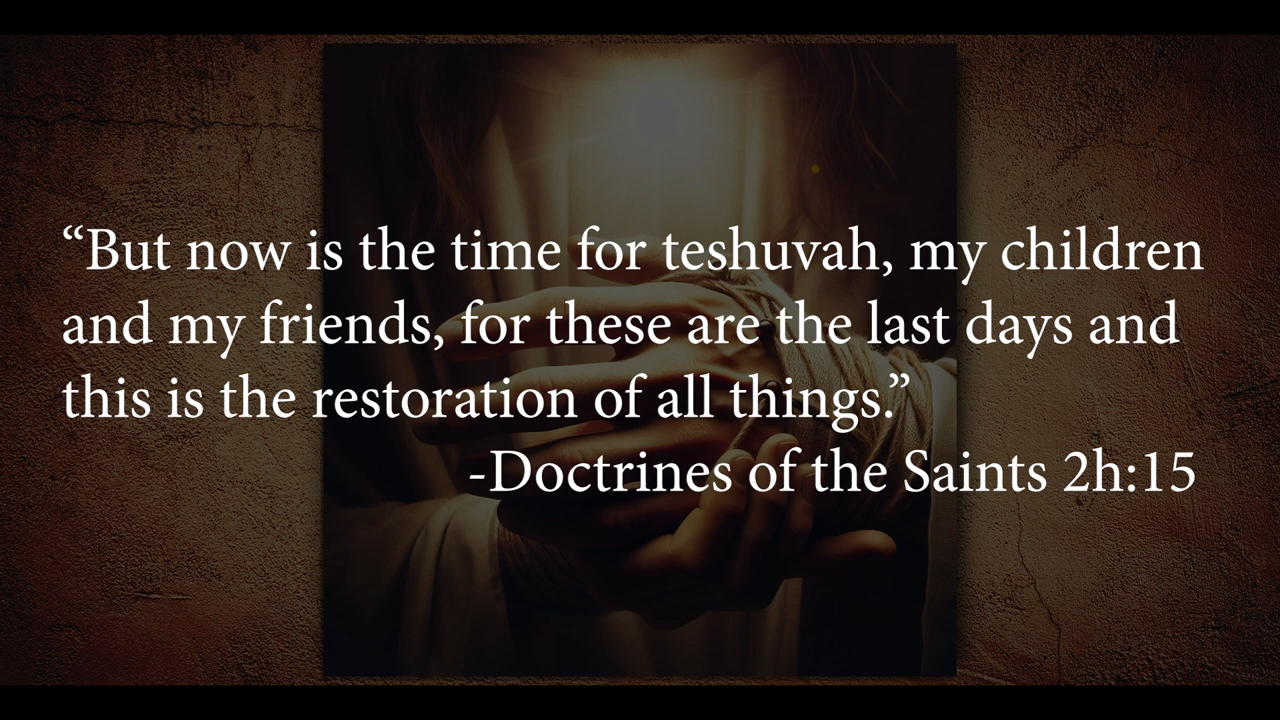 “But now is the time for teshuvah, my children
and my friends, for these are the last days and
this is the restoration of all things.”
-Doctrines of the Saints 2h:15